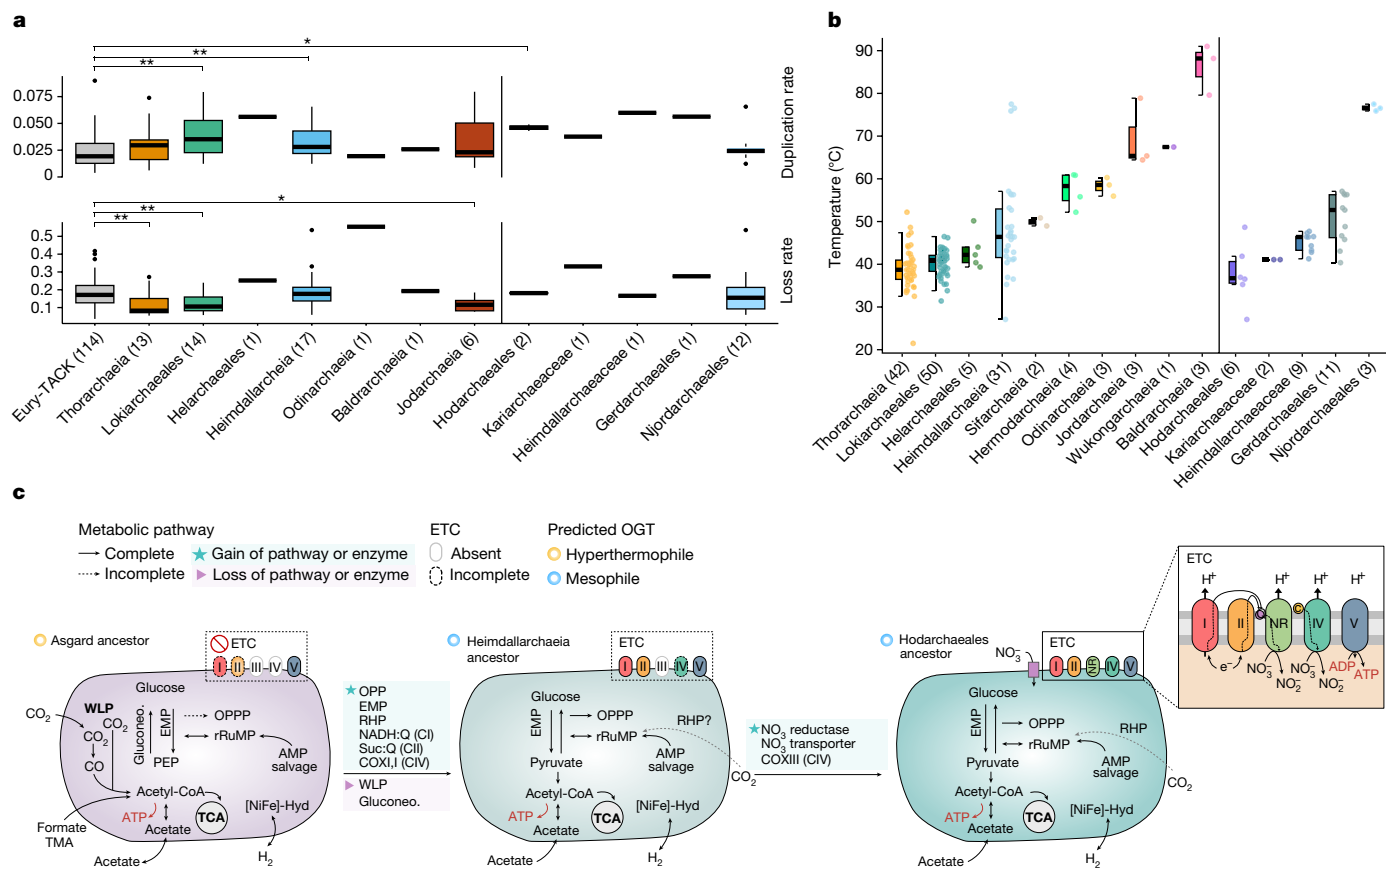 a
*
**
**
0.075
0.050
0.025
0
Duplication rate
*
**
**
0.5
0.4
0.3
0.2
0.1
Loss rate
Eury-TACK (114)
Thorarchaeia (13)
Lokiarchaeales (14)
Helarchaeales (1)
Heimdallarcheia (17)
Odinarchaeia (1)
Baldrarchaeia (1)
Jodarchaeia (6)
Hodarchaeales (2)
Kariarchaeaceae (1)
Heimdallarchaeaceae (1)
Gerdarchaeales (1)
Njordarchaeales (12)
b
90
80
70
60
50
40
30
20
Temperature (°C)
Thorarchaeia (42)
Lokiarchaeales (50)
Helarchaeales (5)
Heimdallarchaeia (31)
Sifarchaeia (2)
Hermodarchaeia (4)
Odinarchaeia (3)
Jordarchaeia (3)
Wukongarchaeia (1)
Baldrarchaeia (3)
Hodarchaeales (6)
Kariarchaeaceae (2)
Heimdallarchaeaceae (9)
Gerdarchaeales (11)
Njordarchaeales (3)
c
Metabolic pathway
Complete
Incomplete
Gain of pathway or enzyme
Loss of pathway or enzyme
ETC
Absent
Incomplete
Predicted OGT
Hyperthermophile
Mesophile
Asgard ancestor
ETC
I II III IV V
Glucose
WLP
CO2
CO2
CO2
CO
Gluconeo.
EMP
OPPP
rRuMP
PEP
AMP
salvage
Acetyl-CoA
ATP
TCA
[NiFe]-Hyd
Acetate
Formate
TMA
Acetate
H2
OPP
EMP
RHP
NADH:Q (CI)
Suc:Q (CII)
COXI,I (CIV)
WLP
Gluconeo.
Heimdallarchaeia
ancestor
ETC
I II III IV V
Glucose
EMP
OPPP
rRuMP
RHP?
Pyruvate
AMP
salvage
CO2
Acetyl-CoA
ATP
TCA
[NiFe]-Hyd
Acetate
Acetate
H2
NO3 reductase
NO3⁻ transporter
COXIII (CIV)
Hodarchaeales
ancestor
NO3⁻
ETC
I II NR IV V
Glucose
EMP
OPPP
rRuMP
RHP
Pyruvate
AMP
salvage
CO2
Acetyl-CoA
ATP
TCA
[NiFe]-Hyd
Acetate
Acetate
H2
ETC
H+ H+ H+ H+
I II Q NR C IV V
e⁻ NO3⁻ NO2⁻ NO3⁻ NO2⁻ ADP ATP